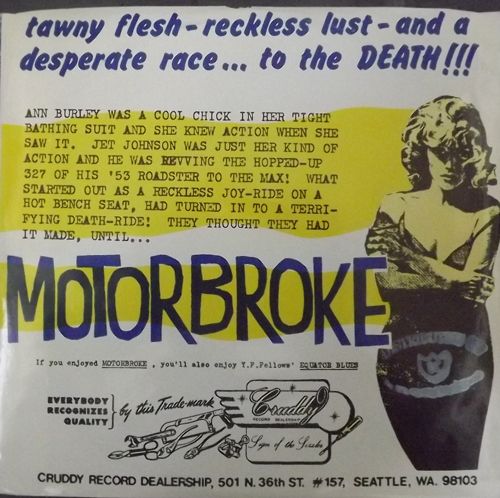 tawny flesh - reckless lust - and a
desperate race... to the DEATH!!!
ANN BURLEY WAS A COOL CHICK IN HER TIGHT
BATHING SUIT AND SHE KNEW ACTION WHEN SHE
SAW IT. JET JOHNSON WAS JUST HER KIND OF
ACTION AND HE WAS REVVING THE HOPPED-UP
327 OF HIS '53 ROADSTER TO THE MAX! WHAT
STARTED OUT AS A RECKLESS JOY-RIDE ON A
HOT BENCH SEAT, HAD TURNED IN TO A TERRI-
FYING DEATH-RIDE! THEY THOUGHT THEY HAD
IT MADE, UNTIL...
MOTORBROKE
If you enjoyed MOTORBROKE, you'll also enjoy Y.F.Fellows' EQUATOR BLUES
EVERYBODY
RECOGNIZES
QUALITY
by this Trade-mark
Cruddy
RECORD DEALERSHIP
Sign of the Sizzler
CRUDDY RECORD DEALERSHIP, 501 N. 36th ST. #157, SEATTLE, WA. 98103